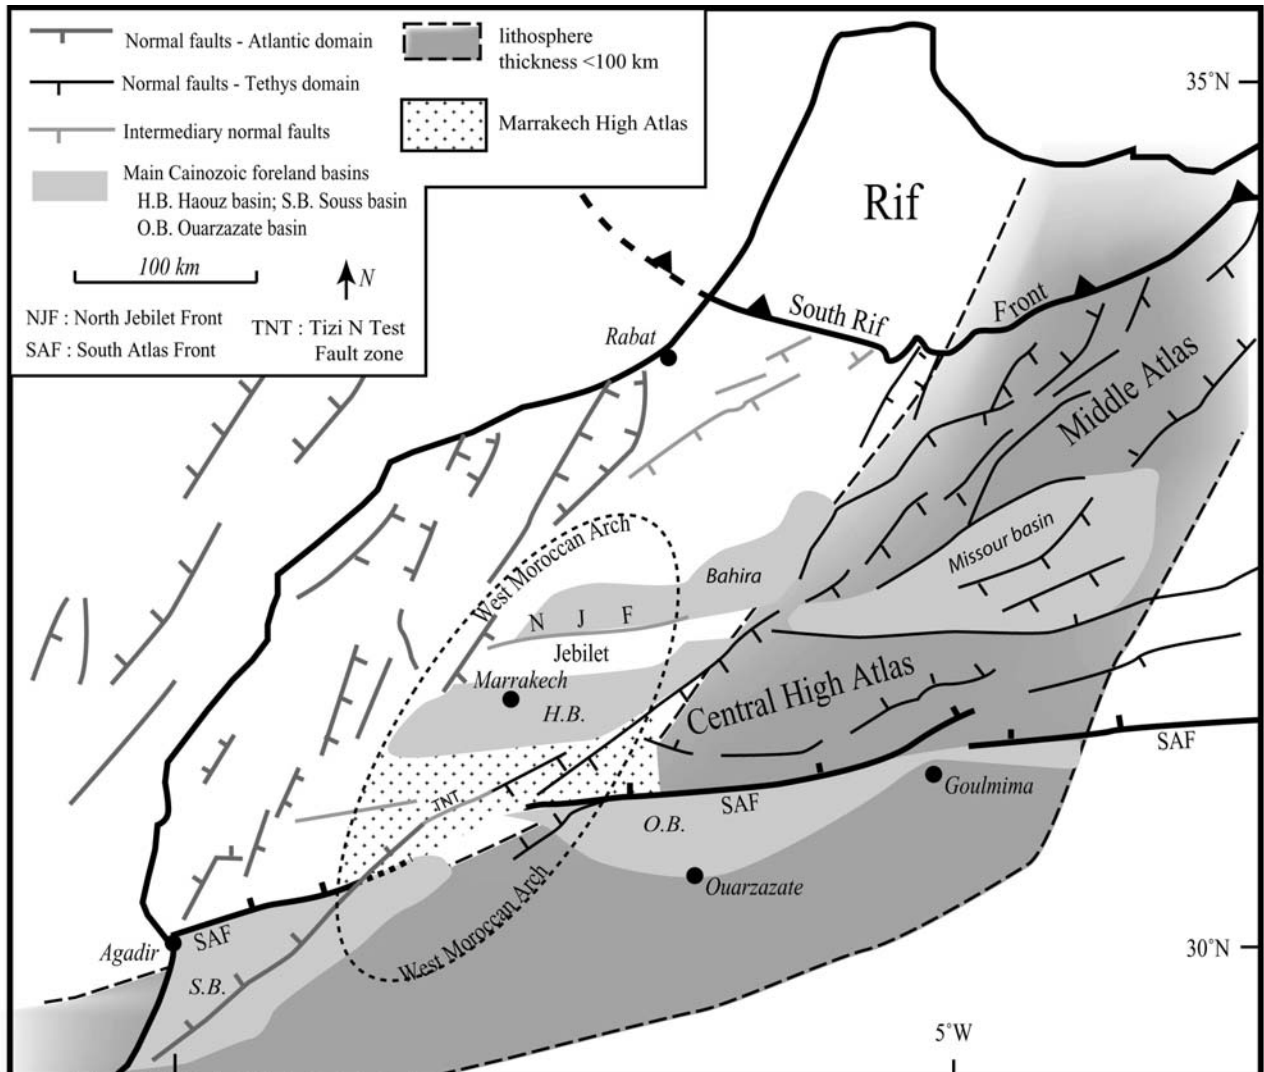 Normal faults - Atlantic domain
Normal faults - Tethys domain
Intermediary normal faults
Main Cainozoic foreland basins
H.B. Haouz basin; S.B. Souss basin
O.B. Ouarzazate basin
lithosphere
thickness <100 km
Marrakech High Atlas
100 km
N
NJF : North Jebilet Front
SAF : South Atlas Front
TNT : Tizi N Test
Fault zone
35°N
Rif
South Rif
Front
Rabat
Middle Atlas
Missour basin
West Moroccan Arch
Bahira
N J F
Jebilet
Marrakech
H.B.
Central High Atlas
SAF
TNT
SAF
Goulmima
O.B.
Ouarzazate
West Moroccan Arch
Agadir
SAF
S.B.
30°N
5°W